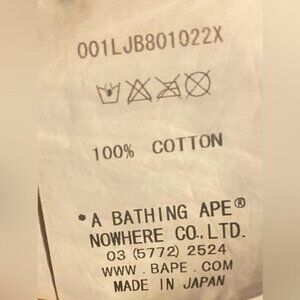 001LJB801022X
100% COTTON
*A BATHING APE®
NOWHERE CO., LTD.
03 (5772) 2524
WWW.BAPE.COM
MADE IN JAPAN